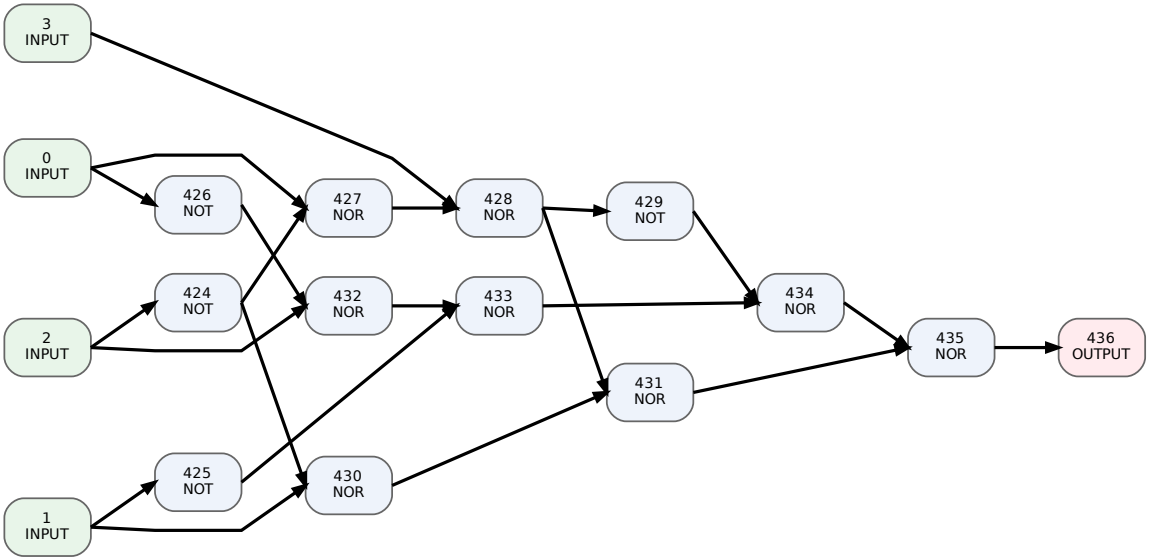 3
INPUT
0
INPUT
426
NOT
427
NOR
428
NOR
429
NOT
2
INPUT
424
NOT
432
NOR
433
NOR
434
NOR
435
NOR
436
OUTPUT
431
NOR
1
INPUT
425
NOT
430
NOR